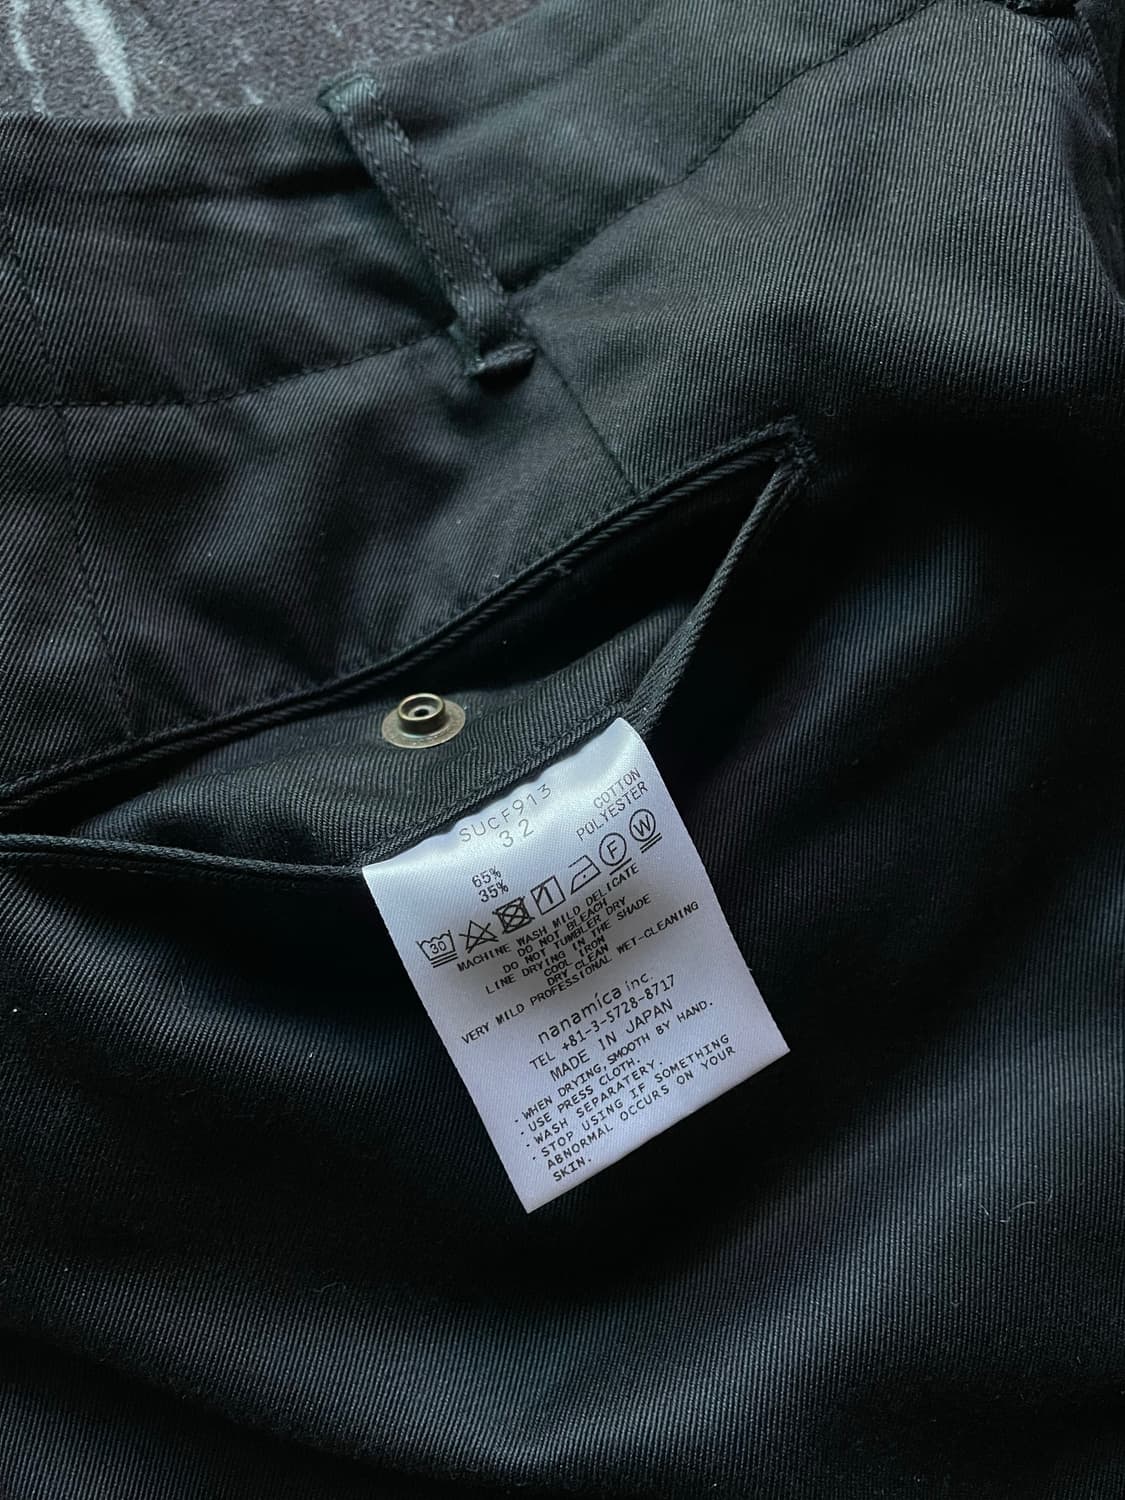 SUCF913
32
65% COTTON
35% POLYESTER
30 F W
MACHINE WASH MILD DELICATE
DO NOT BLEACH
DO NOT TUMBLER DRY
LINE DRYING IN THE SHADE
COOL IRON
DRY CLEAN
VERY MILD PROFESSIONAL WET-CLEANING
nanamica inc.
TEL +81-3-5728-8717
MADE IN JAPAN
· WHEN DRYING, SMOOTH BY HAND.
· USE PRESS CLOTH.
· WASH SEPARATERY.
· STOP USING IF SOMETHING
ABNORMAL OCCURS ON YOUR
SKIN.